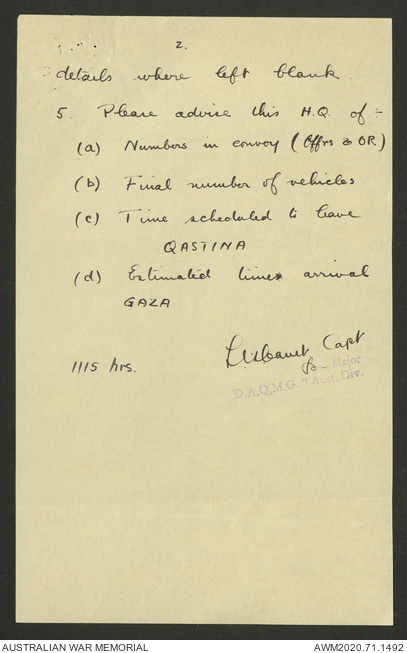 2.
details where left blank.
5. Please advise this H.Q. of :-
(a) Numbers in convoy (Offrs & OR)
(b) Final number of vehicles
(c) Time scheduled to leave
QASTINA
(d) Estimated time arrival
GAZA
Capt
1115 hrs.
Major
D.A.Q.M.G. 7 Aust. Div.
AUSTRALIAN WAR MEMORIAL
AWM2020.71.1492